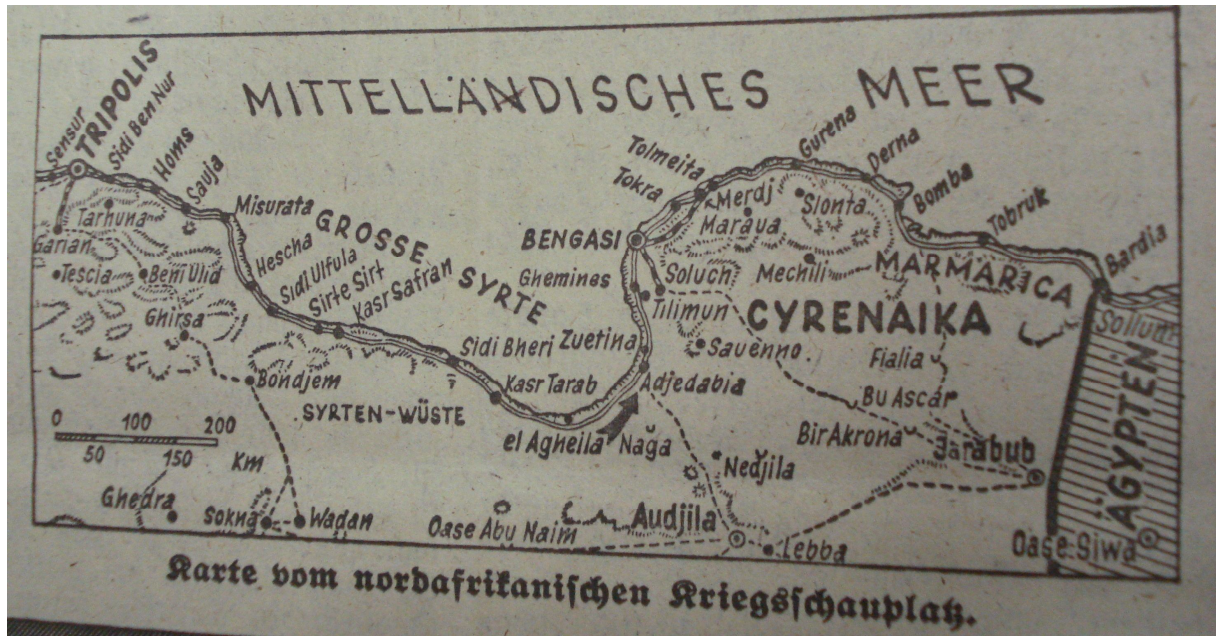 MITTELLÄNDISCHES MEER
Sensur
TRIPOLIS
Sidi Ben Nur
Homs
Sauja
Misurata
Tarhuna
Garian
Tescia
Beni Ulid
Ghirsa
Bondjem
GROSSE SYRTE
Hescha
Sidi Ulfula
Sirte Sirt
Kasr Safran
Sidi Bheri
Kasr Tarab
SYRTEN-WÜSTE
el Agheila
Nağa
0 100 200
50 150 Km
Ghedra
Sokna
Wadan
Oase Abu Naim
BENGASI
Ghemines
Zuetina
Adjedabia
Soluch
Tilimun
Sauenno.
Tokra
Tolmeita
Merdj
Maraua
Slonta
Mechili
Gurena
Derna
Bomba
Tobruk
Bardia
Sollum
MARMARICA
CYRENAIKA
Fialia
Bu Ascar
Bir Akrona
Jarabub
Nedjila
Audjila
Lebba
Oase Siwa
ÄGYPTEN
Karte vom nordafrikanischen Kriegsschauplatz.